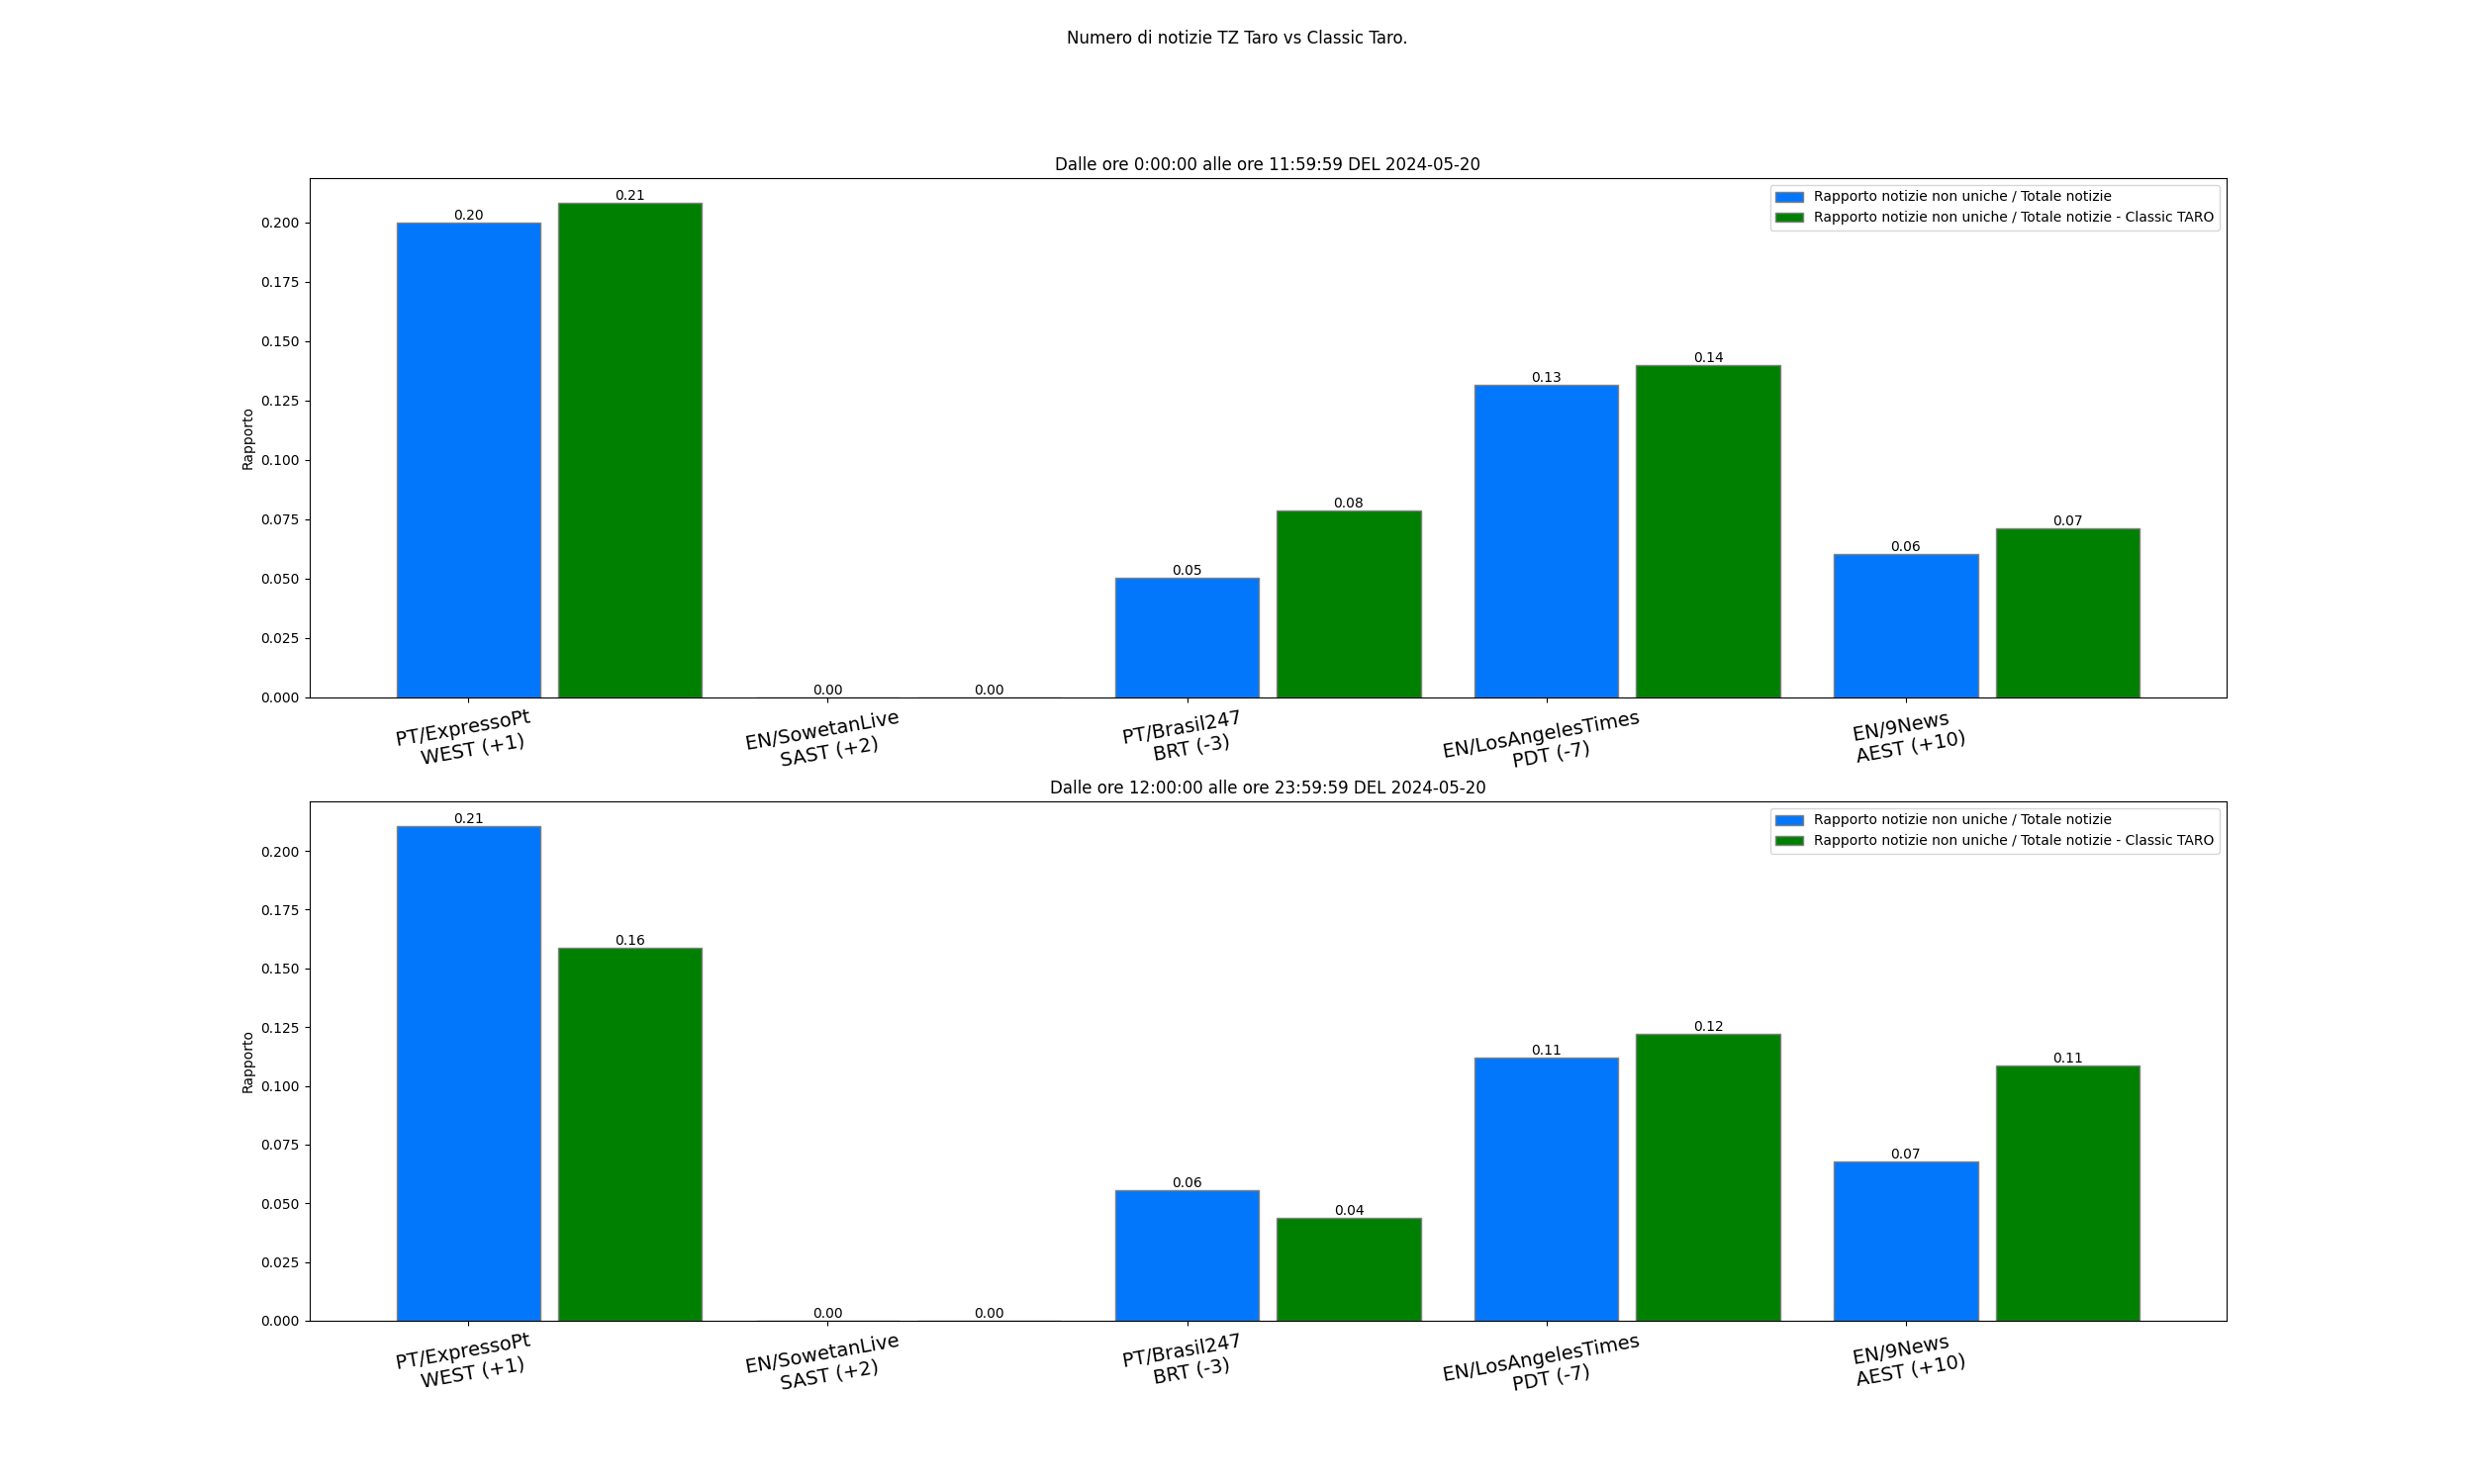 Numero di notizie TZ Taro vs Classic Taro.
Dalle ore 0:00:00 alle ore 11:59:59 DEL 2024-05-20
Rapporto notizie non uniche / Totale notizie
Rapporto notizie non uniche / Totale notizie - Classic TARO
Rapporto
0.200
0.175
0.150
0.125
0.100
0.075
0.050
0.025
0.000
0.20
0.21
0.00
0.00
0.05
0.08
0.13
0.14
0.06
0.07
PT/ExpressoPt
WEST (+1)
EN/SowetanLive
SAST (+2)
PT/Brasil247
BRT (-3)
EN/LosAngelesTimes
PDT (-7)
EN/9News
AEST (+10)
Dalle ore 12:00:00 alle ore 23:59:59 DEL 2024-05-20
Rapporto notizie non uniche / Totale notizie
Rapporto notizie non uniche / Totale notizie - Classic TARO
Rapporto
0.200
0.175
0.150
0.125
0.100
0.075
0.050
0.025
0.000
0.21
0.16
0.00
0.00
0.06
0.04
0.11
0.12
0.07
0.11
PT/ExpressoPt
WEST (+1)
EN/SowetanLive
SAST (+2)
PT/Brasil247
BRT (-3)
EN/LosAngelesTimes
PDT (-7)
EN/9News
AEST (+10)